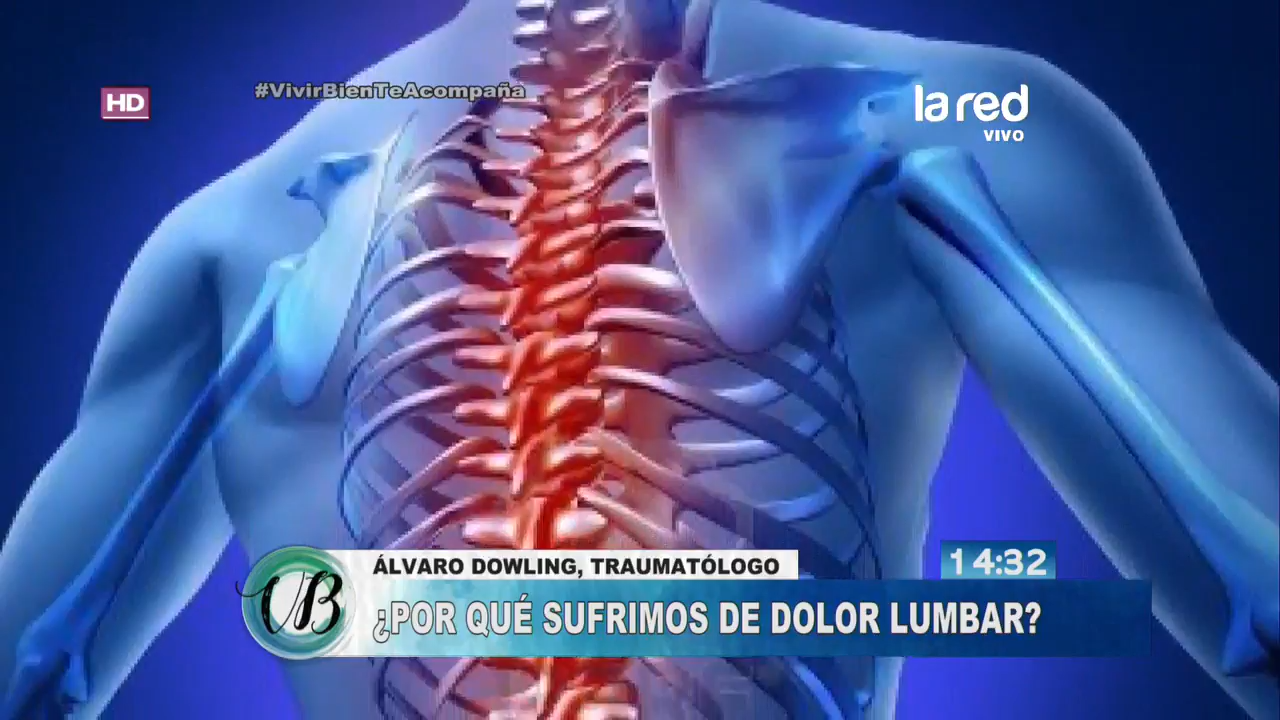 #VivirBienTeAcompaña
HD
la red
VIVO
ÁLVARO DOWLING, TRAUMATÓLOGO
14:32
VB
¿POR QUÉ SUFRIMOS DE DOLOR LUMBAR?